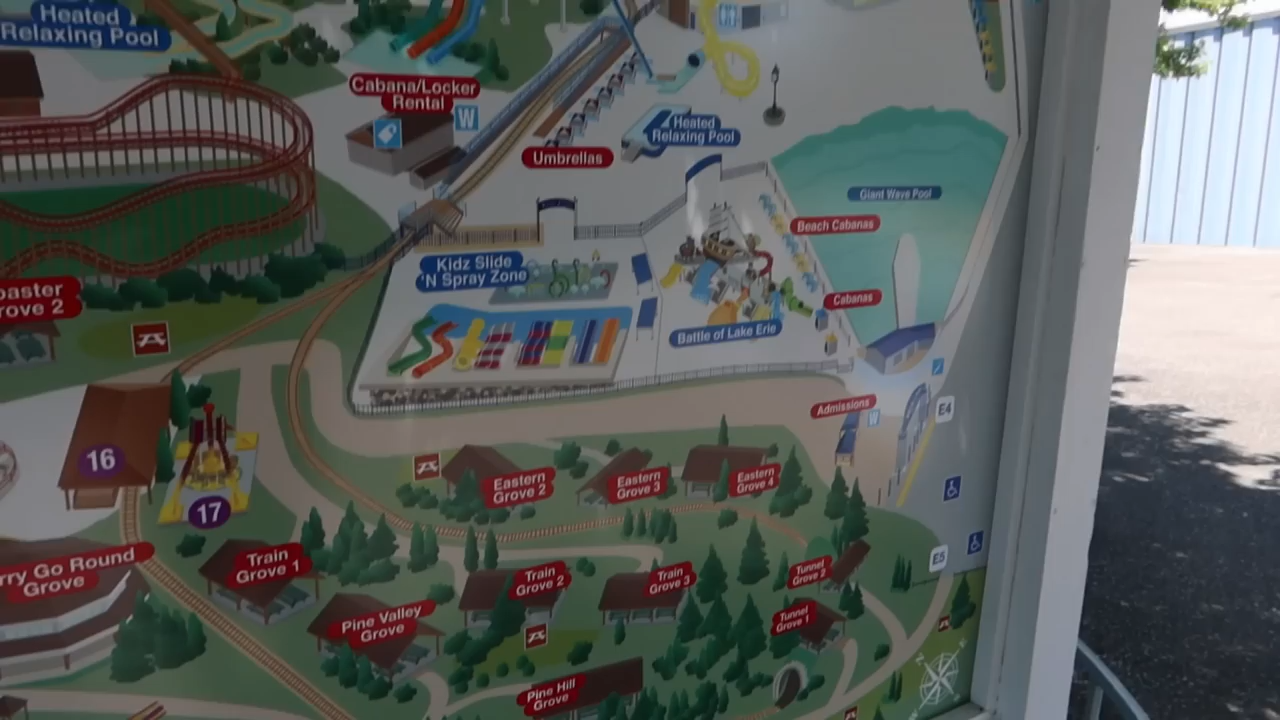 Heated
Relaxing Pool
Cabana/Locker
Rental
W
Umbrellas
Heated
Relaxing Pool
Giant Wave Pool
Beach Cabanas
Cabanas
Kidz Slide
'N Spray Zone
Battle of Lake Erie
Admissions
W
E4
16
17
Eastern
Grove 2
Eastern
Grove 3
Eastern
Grove 4
E5
Train
Grove 1
Train
Grove 2
Train
Grove 3
Tunnel
Grove 2
Tunnel
Grove 1
Pine Valley
Grove
Pine Hill
Grove
oaster
rove 2
rry Go Round
Grove